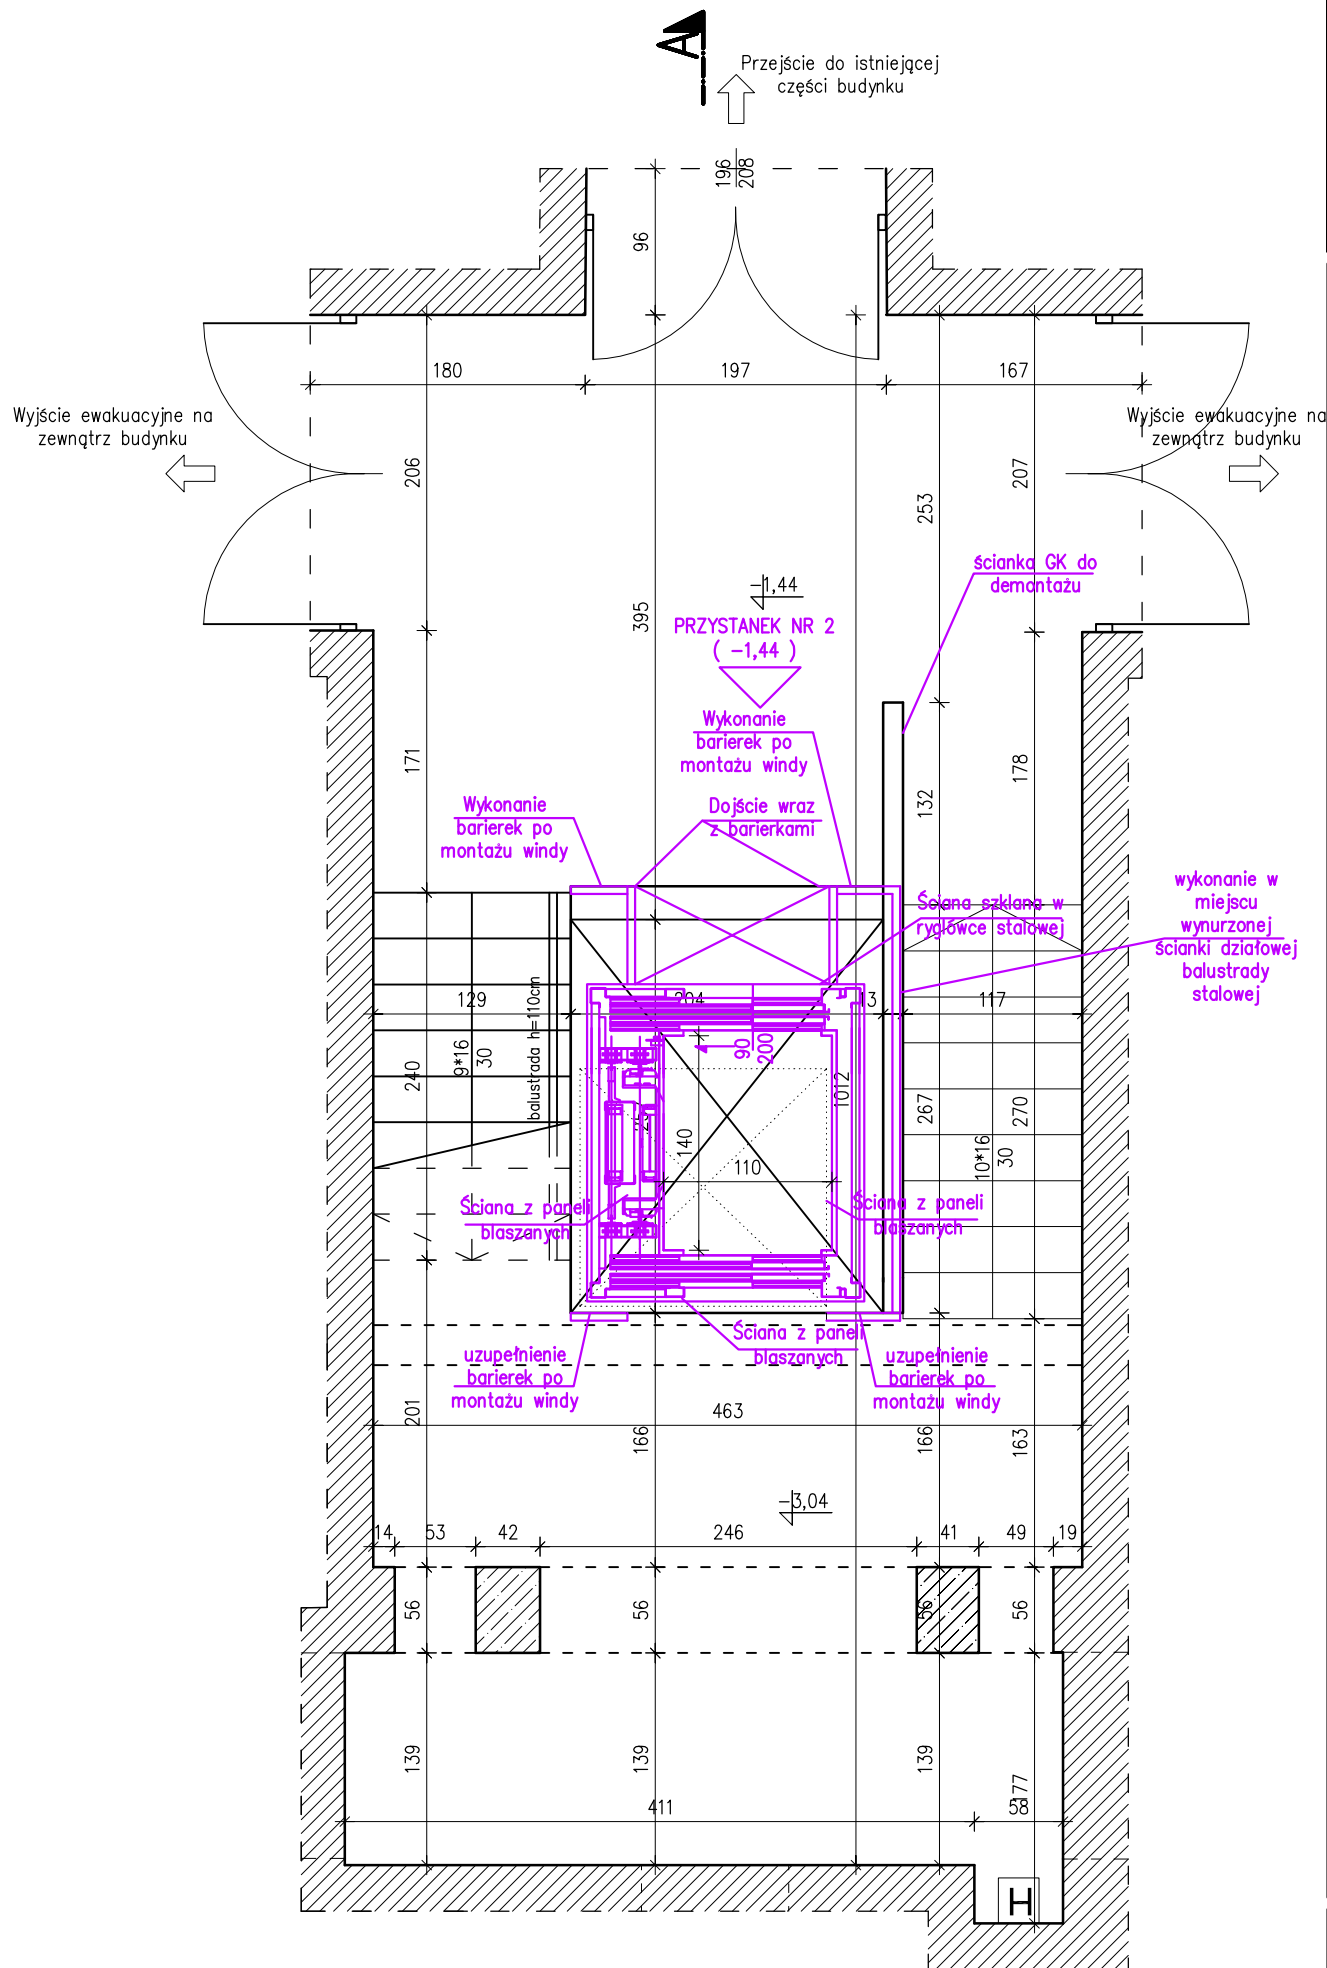 A
Przejście do istniejącej
części budynku
196
208
96
180
197
167
Wyjście ewakuacyjne na
zewnątrz budynku
Wyjście ewakuacyjne na
zewnątrz budynku
206
207
253
395
ścianka GK do
demontażu
-1,44
PRZYSTANEK NR 2
( -1,44 )
Wykonanie
barierek po
montażu windy
171
178
132
Wykonanie
barierek po
montażu windy
Dojście wraz
z barierkami
Ściana szklana w
ryglówce stalowej
wykonanie w
miejscu
wynurzonej
ścianki działowej
balustrady
stalowej
129
204
13
117
balustrada h=110cm
9*16
30
240
90
200
1012
267
270
140
110
10*16
30
Ściana z paneli
blaszanych
Ściana z paneli
blaszanych
Ściana z paneli
blaszanych
uzupełnienie
barierek po
montażu windy
uzupełnienie
barierek po
montażu windy
201
463
166
166
163
-3,04
14
53
42
246
41
49
19
56
56
56
56
139
139
139
177
411
58
H